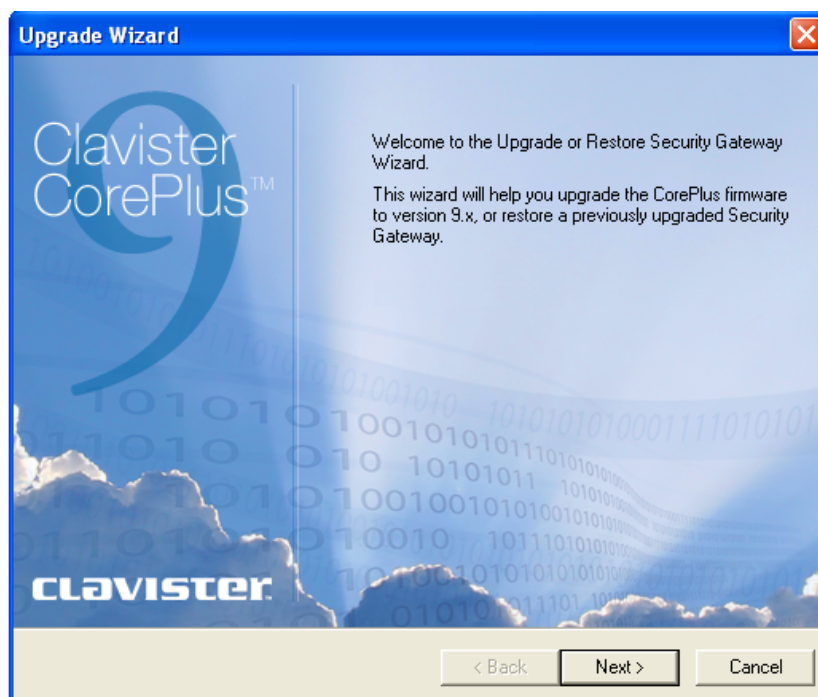 Upgrade Wizard
9
Clavister
CorePlus™
Welcome to the Upgrade or Restore Security Gateway
Wizard.
This wizard will help you upgrade the CorePlus firmware
to version 9.x, or restore a previously upgraded Security
Gateway.
CLAVISTER
< Back
Next >
Cancel